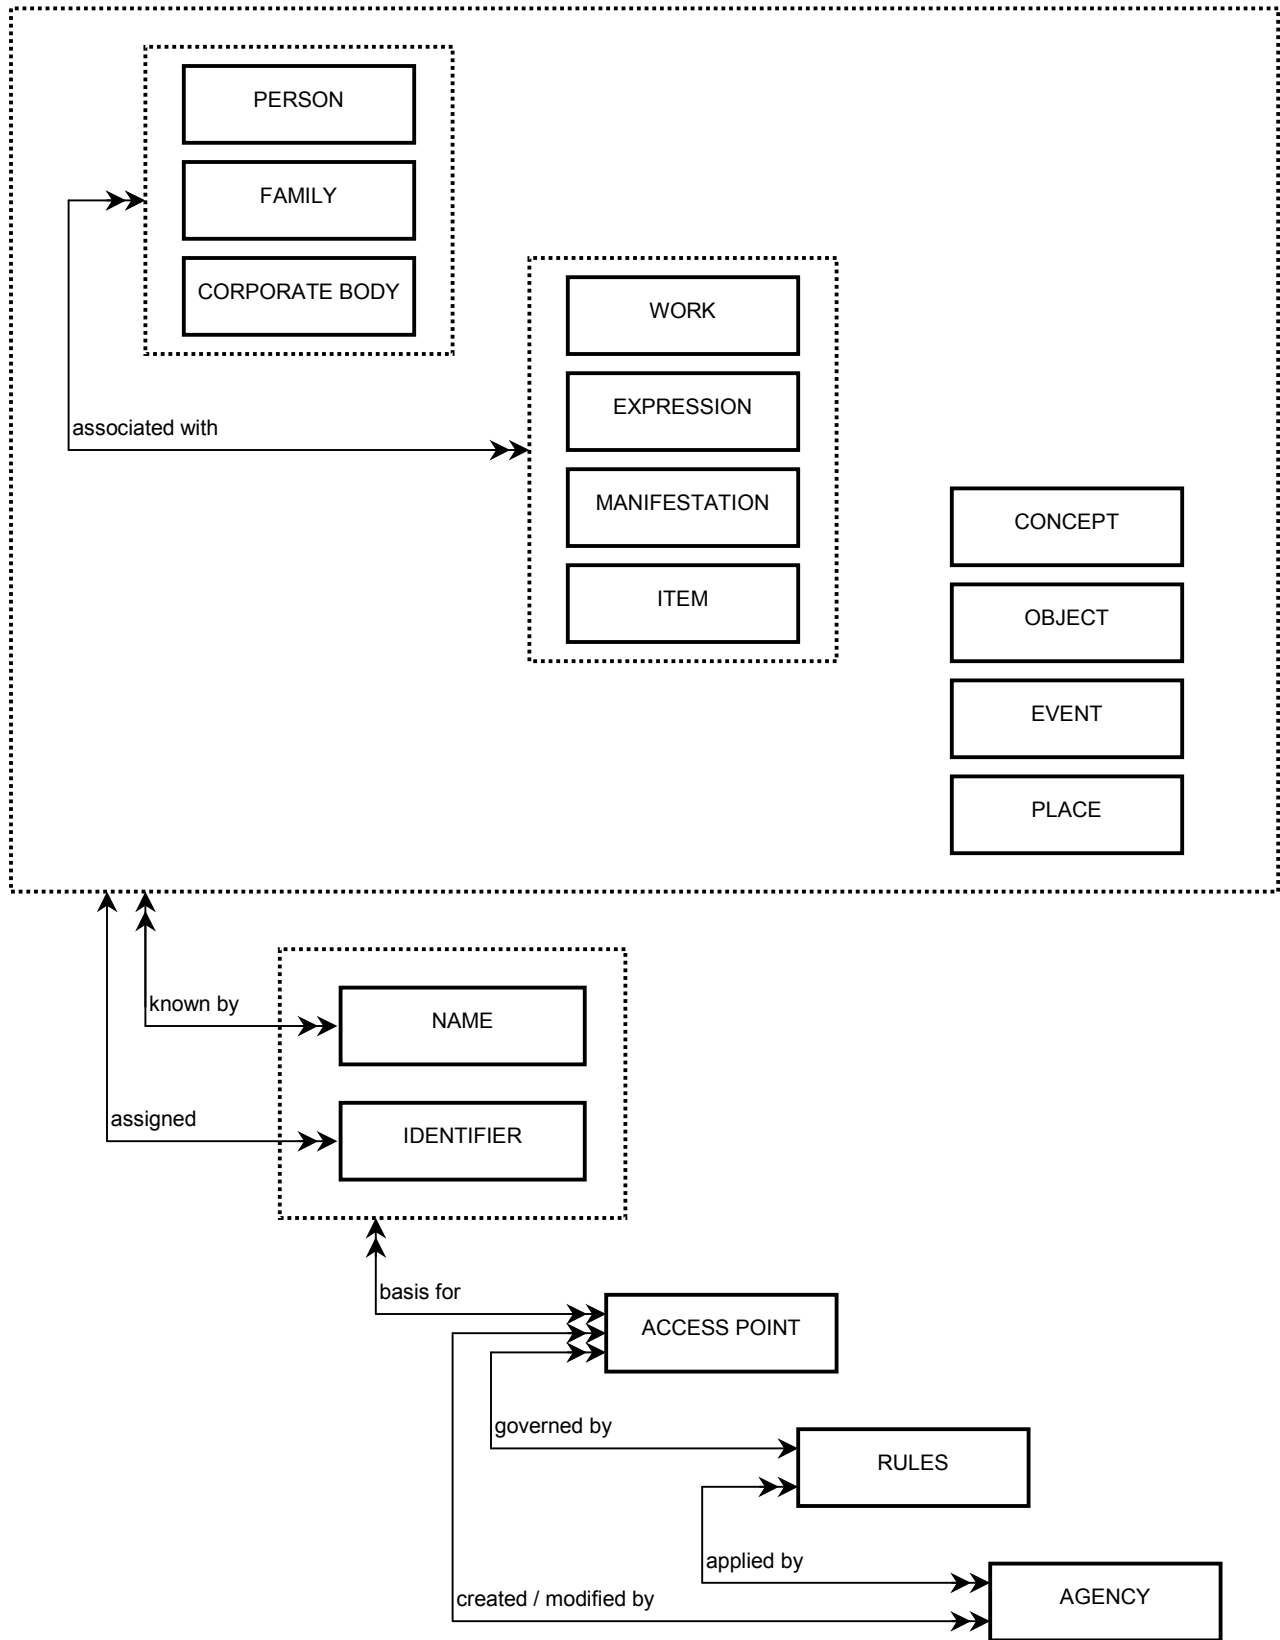 PERSON
FAMILY
CORPORATE BODY
WORK
associated with
EXPRESSION
MANIFESTATION
CONCEPT
ITEM
OBJECT
EVENT
PLACE
known by
NAME
assigned
IDENTIFIER
basis for
ACCESS POINT
governed by
RULES
applied by
created / modified by
AGENCY